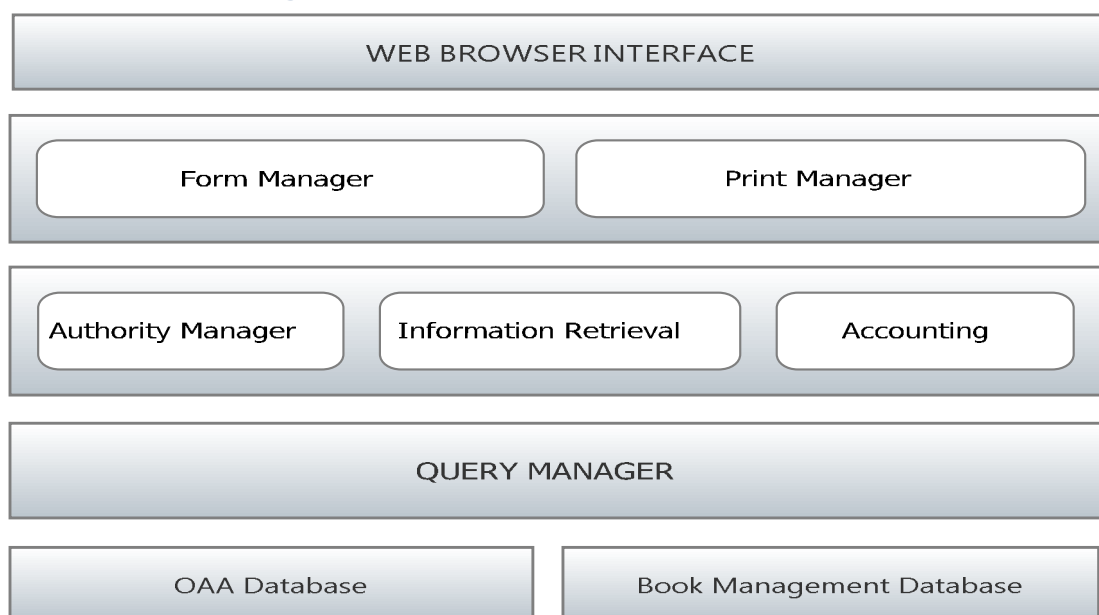 WEB BROWSER INTERFACE
Form Manager
Print Manager
Authority Manager
Information Retrieval
Accounting
QUERY MANAGER
OAA Database
Book Management Database